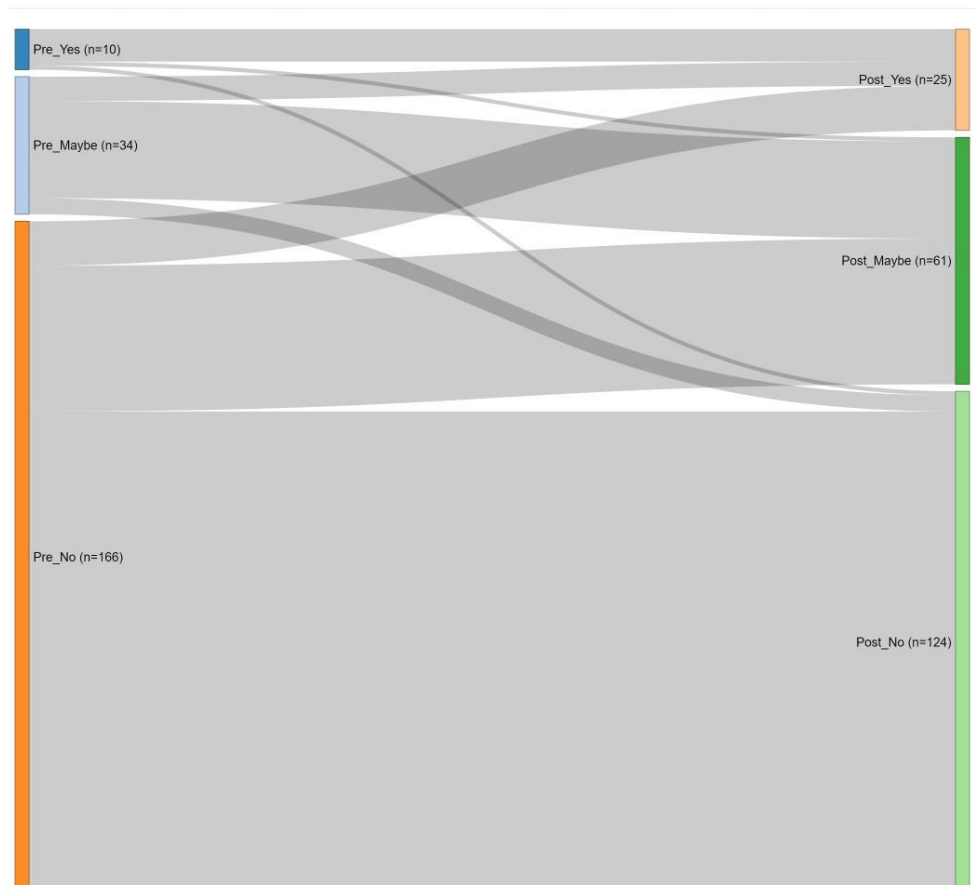 Pre_Yes (n=10)
Post_Yes (n=25)
Pre_Maybe (n=34)
Post_Maybe (n=61)
Pre_No (n=166)
Post_No (n=124)